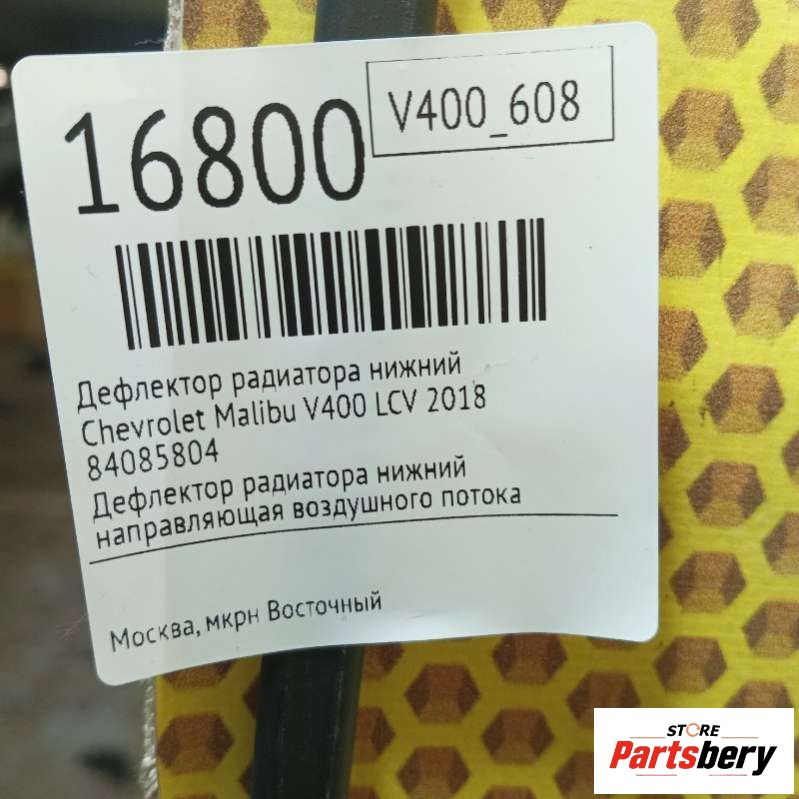 16800
V400_608
Дефлектор радиатора нижний
Chevrolet Malibu V400 LCV 2018
84085804
Дефлектор радиатора нижний
направляющая воздушного потока
Москва, мкрн Восточный
STORE
Partsbery